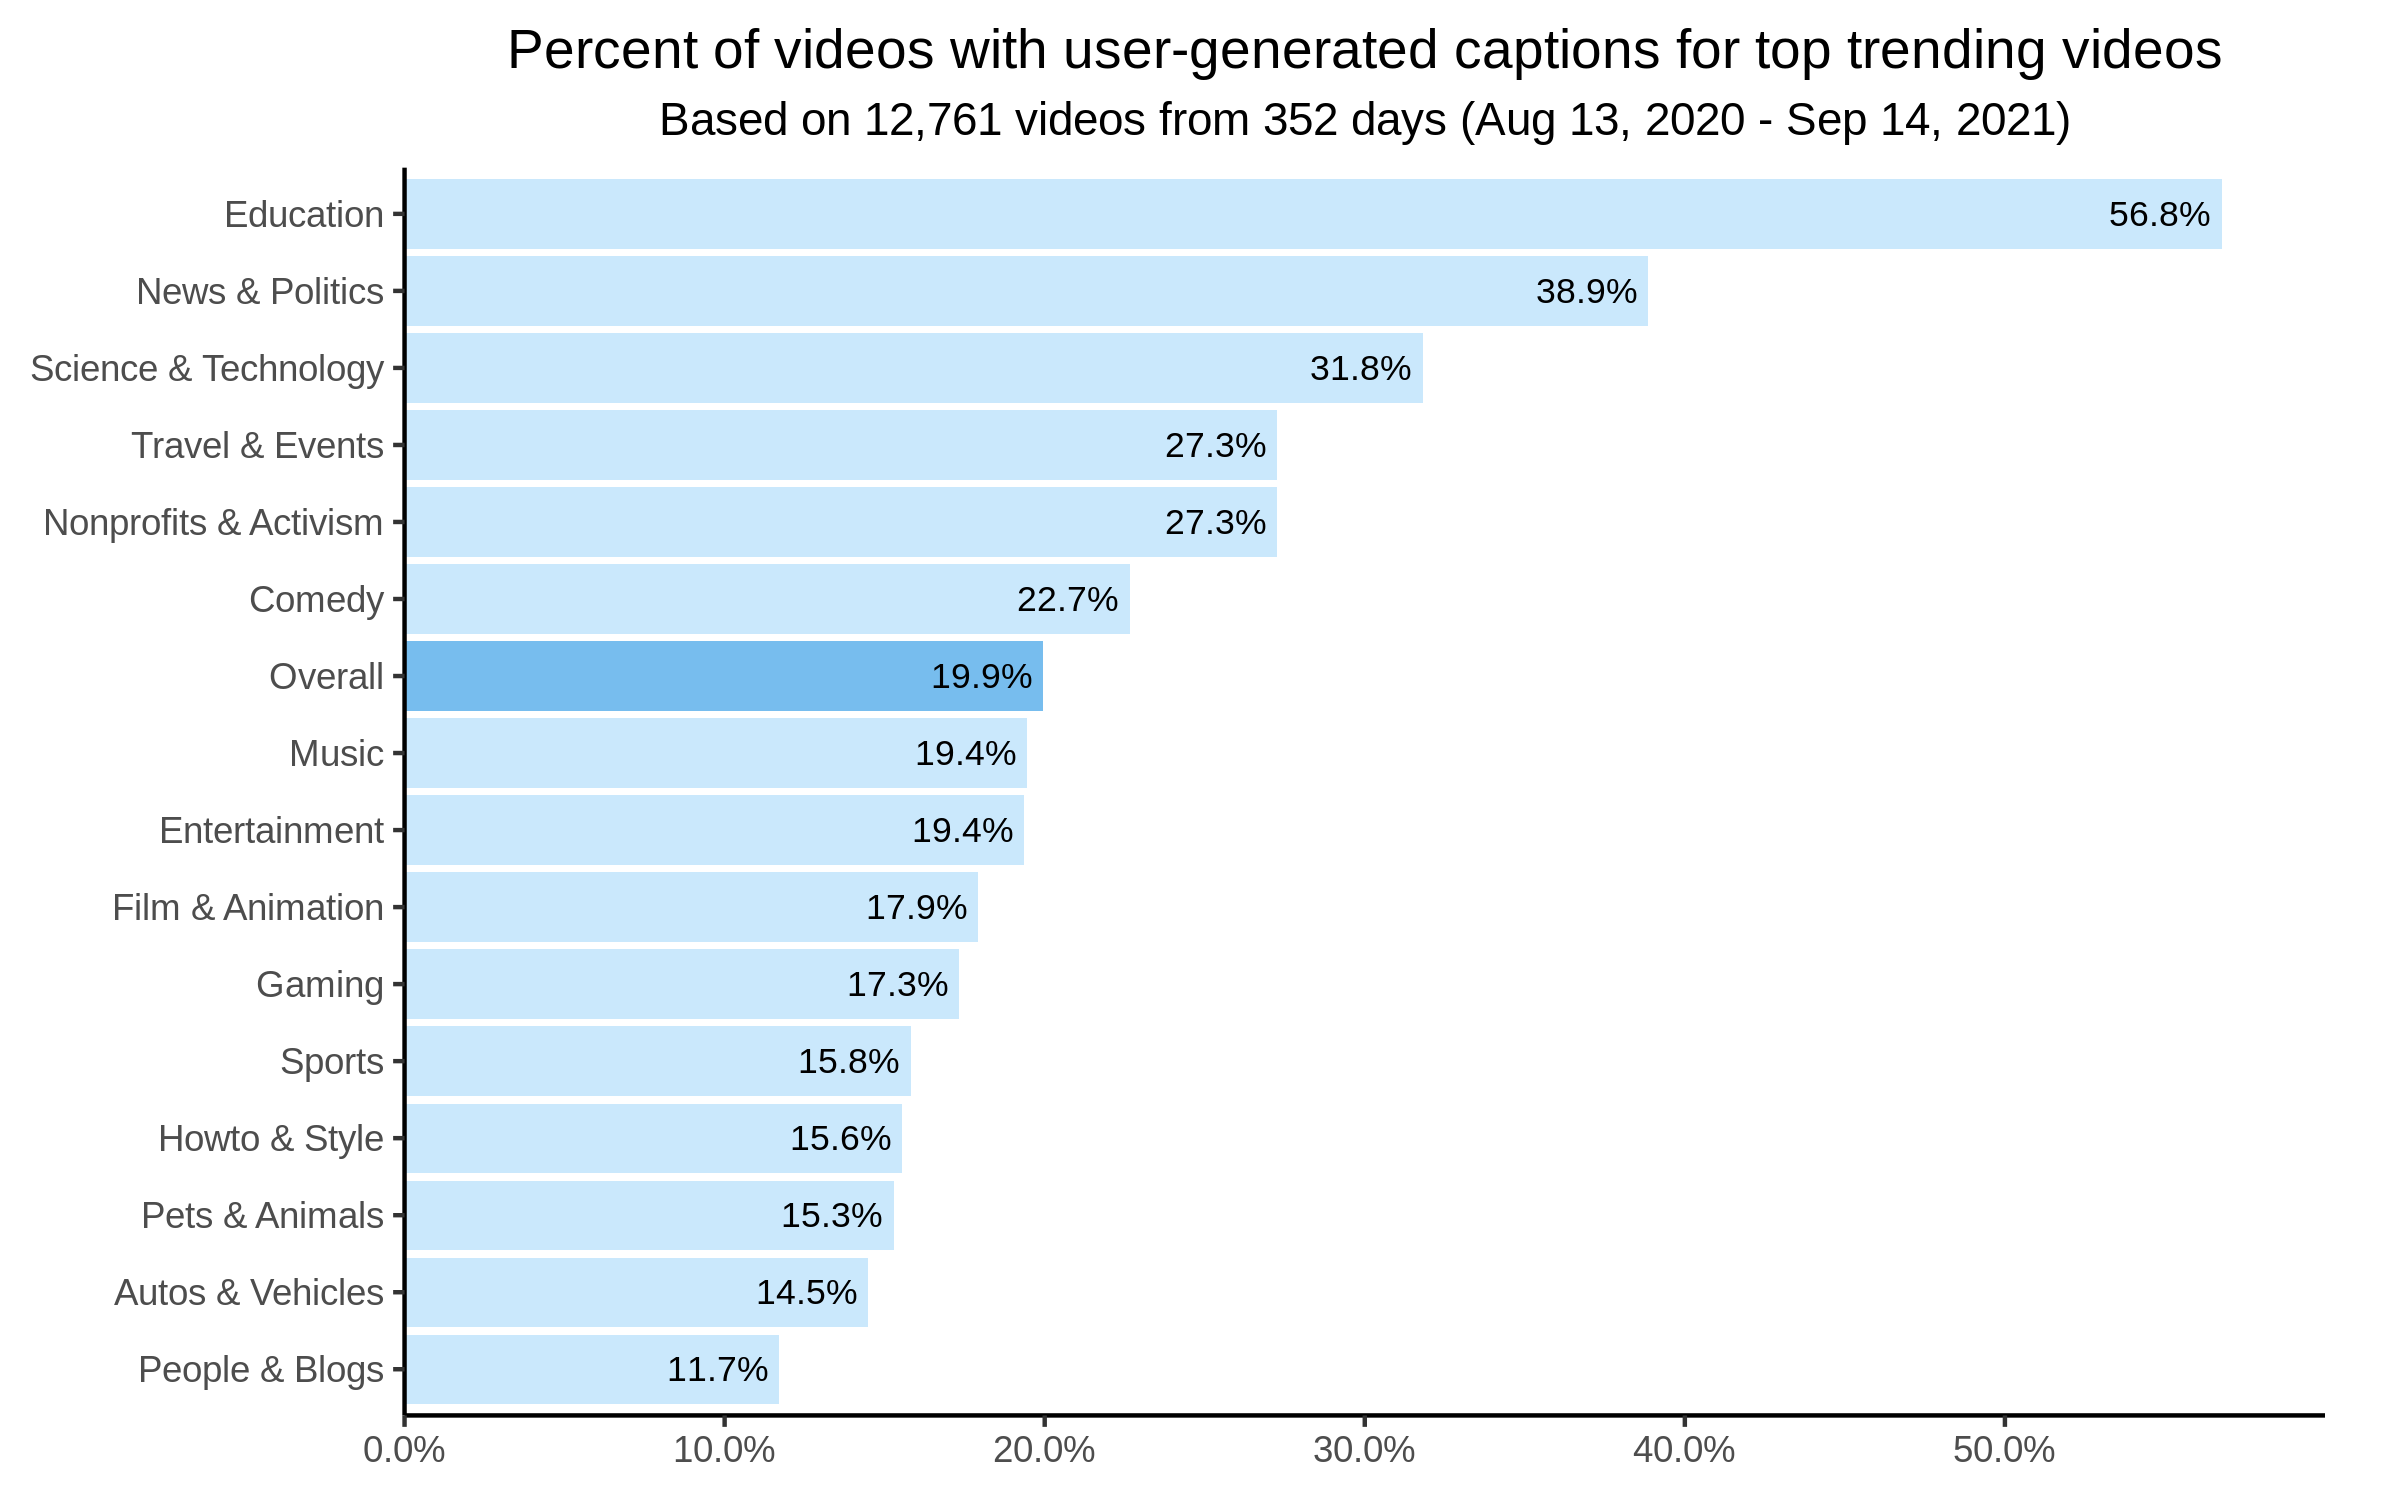 Percent of videos with user-generated captions for top trending videos
Based on 12,761 videos from 352 days (Aug 13, 2020 - Sep 14, 2021)
Education 56.8%
News & Politics 38.9%
Science & Technology 31.8%
Travel & Events 27.3%
Nonprofits & Activism 27.3%
Comedy 22.7%
Overall 19.9%
Music 19.4%
Entertainment 19.4%
Film & Animation 17.9%
Gaming 17.3%
Sports 15.8%
Howto & Style 15.6%
Pets & Animals 15.3%
Autos & Vehicles 14.5%
People & Blogs 11.7%
0.0% 10.0% 20.0% 30.0% 40.0% 50.0%